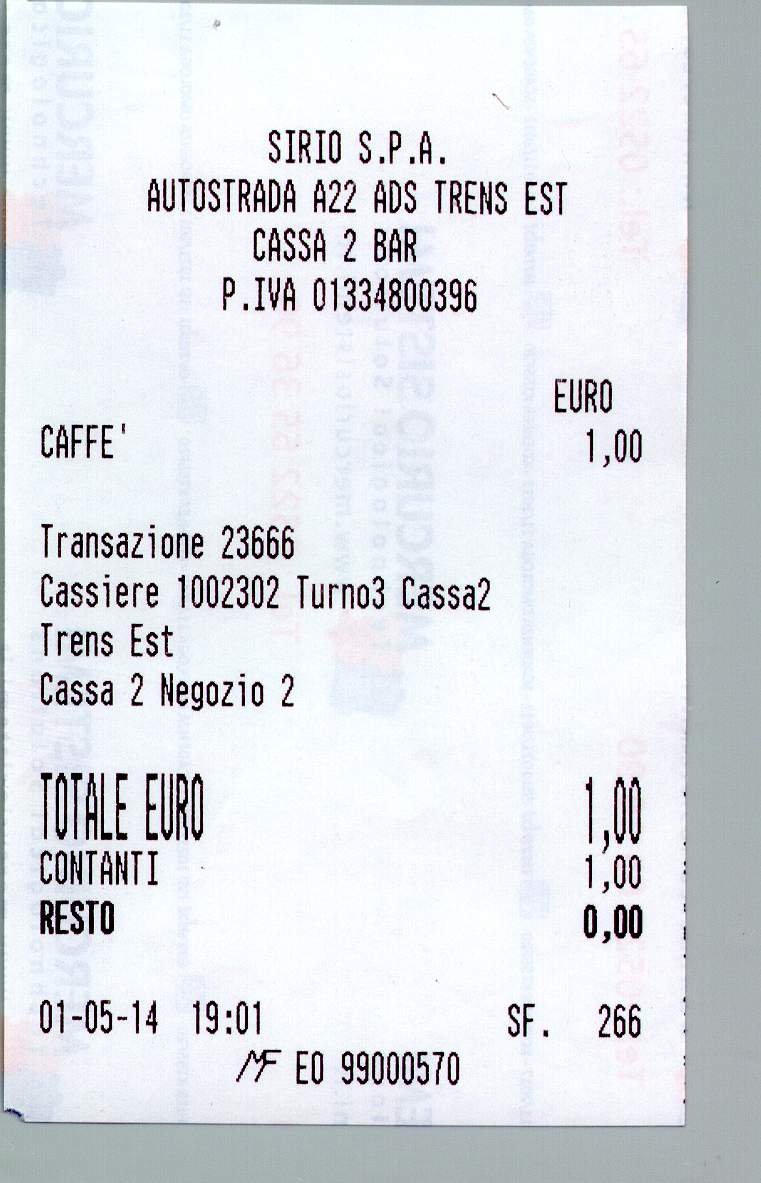 SIRIO S.P.A.
AUTOSTRADA A22 ADS TRENS EST
CASSA 2 BAR
P.IVA 01334800396
EURO
CAFFE' 1,00
Transazione 23666
Cassiere 1002302 Turno3 Cassa2
Trens Est
Cassa 2 Negozio 2
TOTALE EURO 1,00
CONTANTI 1,00
RESTO 0,00
01-05-14 19:01 SF. 266
MF EO 99000570